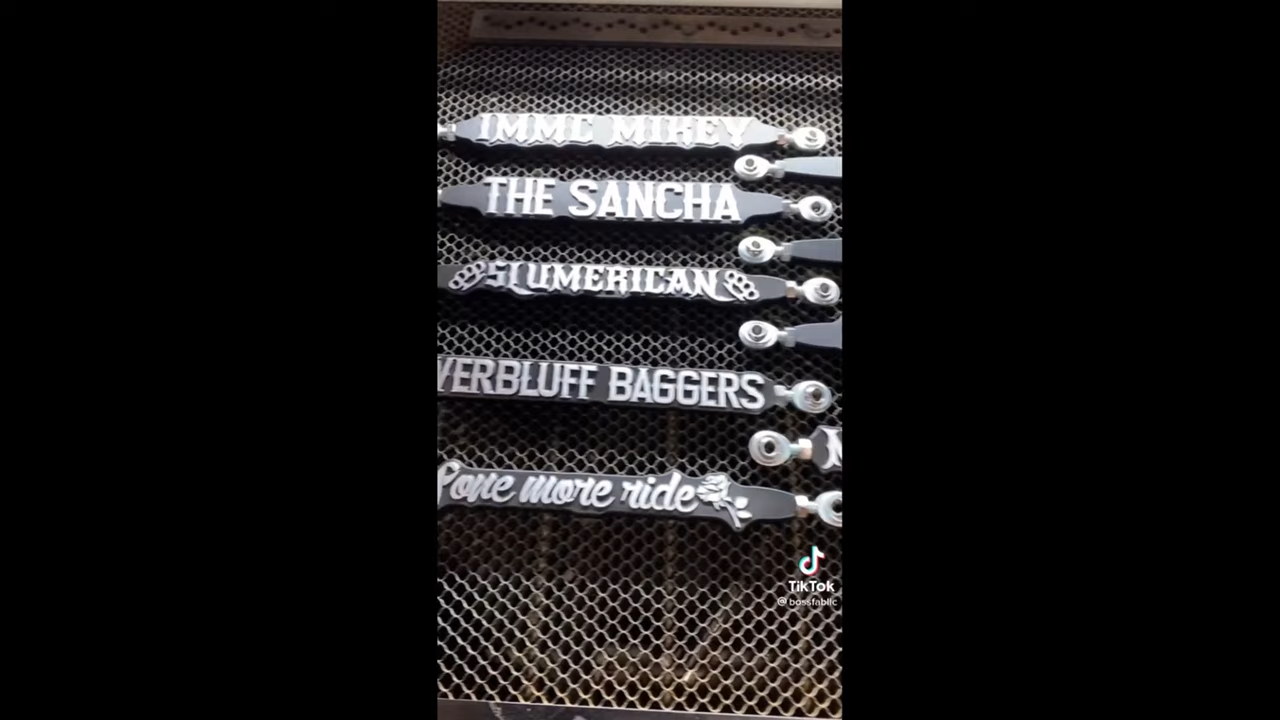 IMMC MIKEY
THE SANCHA
SLUMERICAN
VERBLUFF BAGGERS
one more ride
TikTok
@bossfabllc